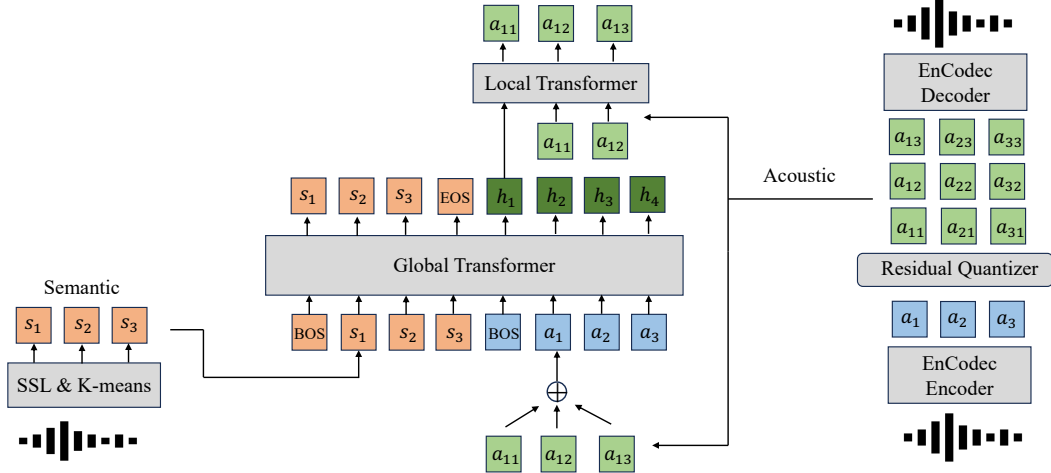 a₁₁ a₁₂ a₁₃
Local Transformer
a₁₁ a₁₂
s₁ s₂ s₃ EOS h₁ h₂ h₃ h₄
Global Transformer
BOS s₁ s₂ s₃ BOS a₁ a₂ a₃
a₁₁ a₁₂ a₁₃
Semantic
s₁ s₂ s₃
SSL & K-means
Acoustic
EnCodec
Decoder
a₁₃ a₂₃ a₃₃
a₁₂ a₂₂ a₃₂
a₁₁ a₂₁ a₃₁
Residual Quantizer
a₁ a₂ a₃
EnCodec
Encoder